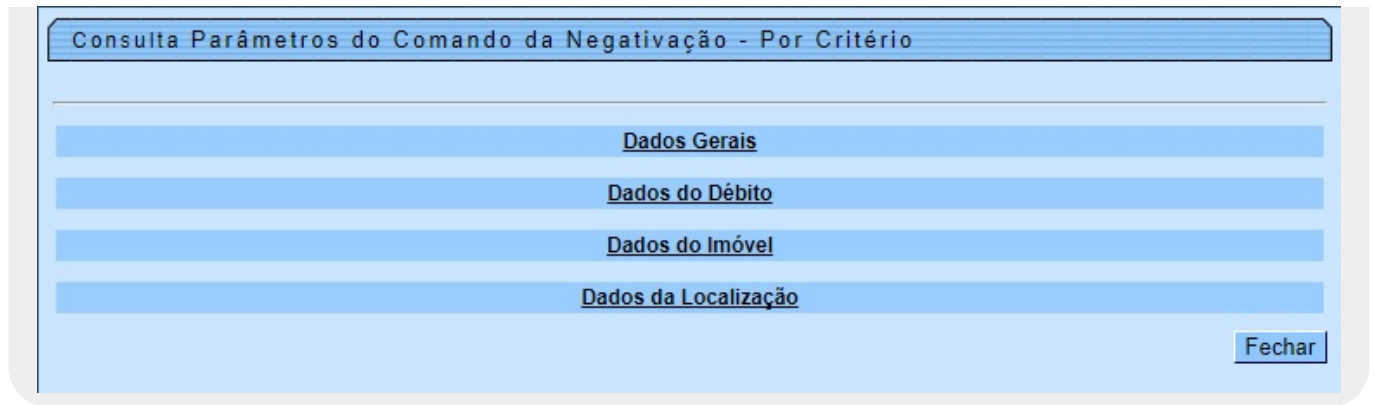 Consulta Parâmetros do Comando da Negativação - Por Critério
Dados Gerais
Dados do Débito
Dados do Imóvel
Dados da Localização
Fechar